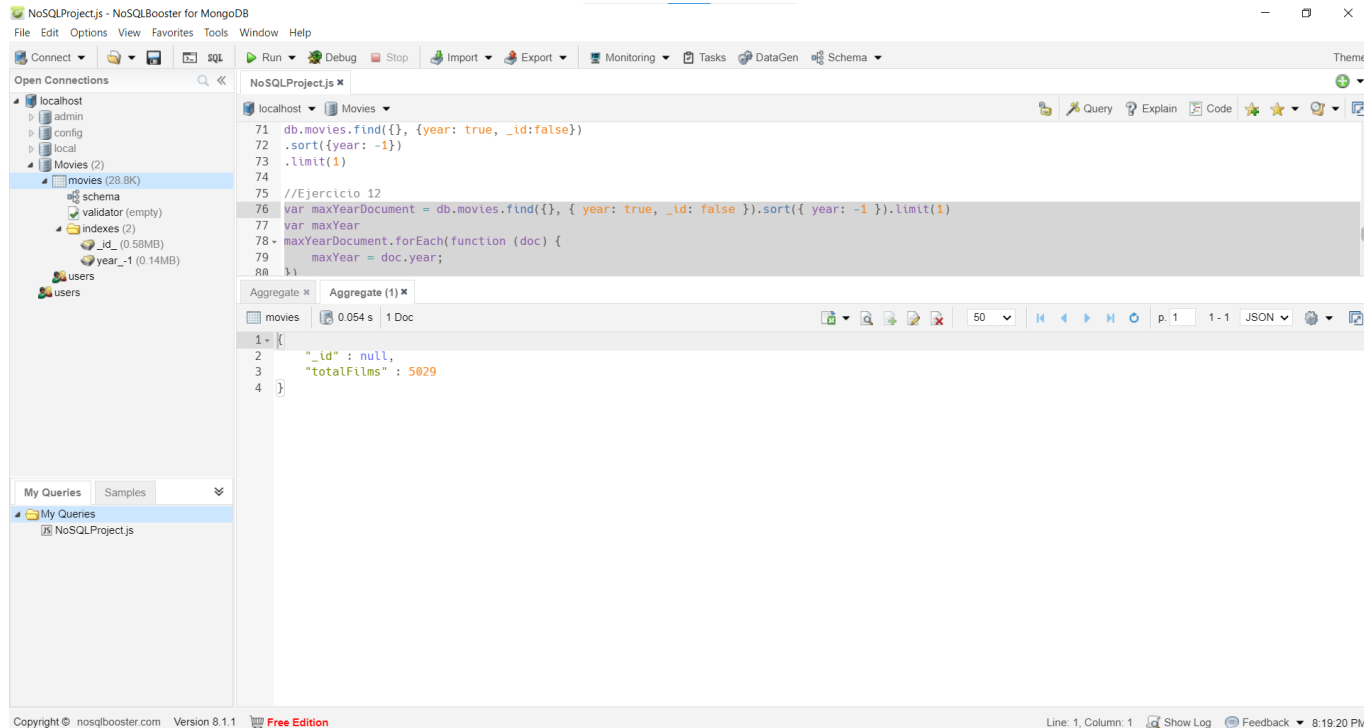 NoSQLProject.js - NoSQLBooster for MongoDB
File Edit Options View Favorites Tools Window Help
Connect SQL Run Debug Stop Import Export Monitoring Tasks DataGen Schema Theme
Open Connections
localhost
admin
config
local
Movies (2)
movies (28.8K)
schema
validator (empty)
indexes (2)
_id_ (0.58MB)
year_-1 (0.14MB)
users
users
My Queries Samples
My Queries
JS NoSQLProject.js
NoSQLProject.js
localhost Movies Query Explain Code
71 db.movies.find({}, {year: true, _id:false})
72 .sort({year: -1})
73 .limit(1)
74
75 //Ejercicio 12
76 var maxYearDocument = db.movies.find({}, { year: true, _id: false }).sort({ year: -1 }).limit(1)
77 var maxYear
78 maxYearDocument.forEach(function (doc) {
79 maxYear = doc.year;
80 })
Aggregate Aggregate (1)
movies 0.054 s 1 Doc 50 p. 1 1 - 1 JSON
1 {
2 "_id" : null,
3 "totalFilms" : 5029
4 }
Copyright © nosqlbooster.com Version 8.1.1 Free Edition Line: 1, Column: 1 Show Log Feedback 8:19:20 PM